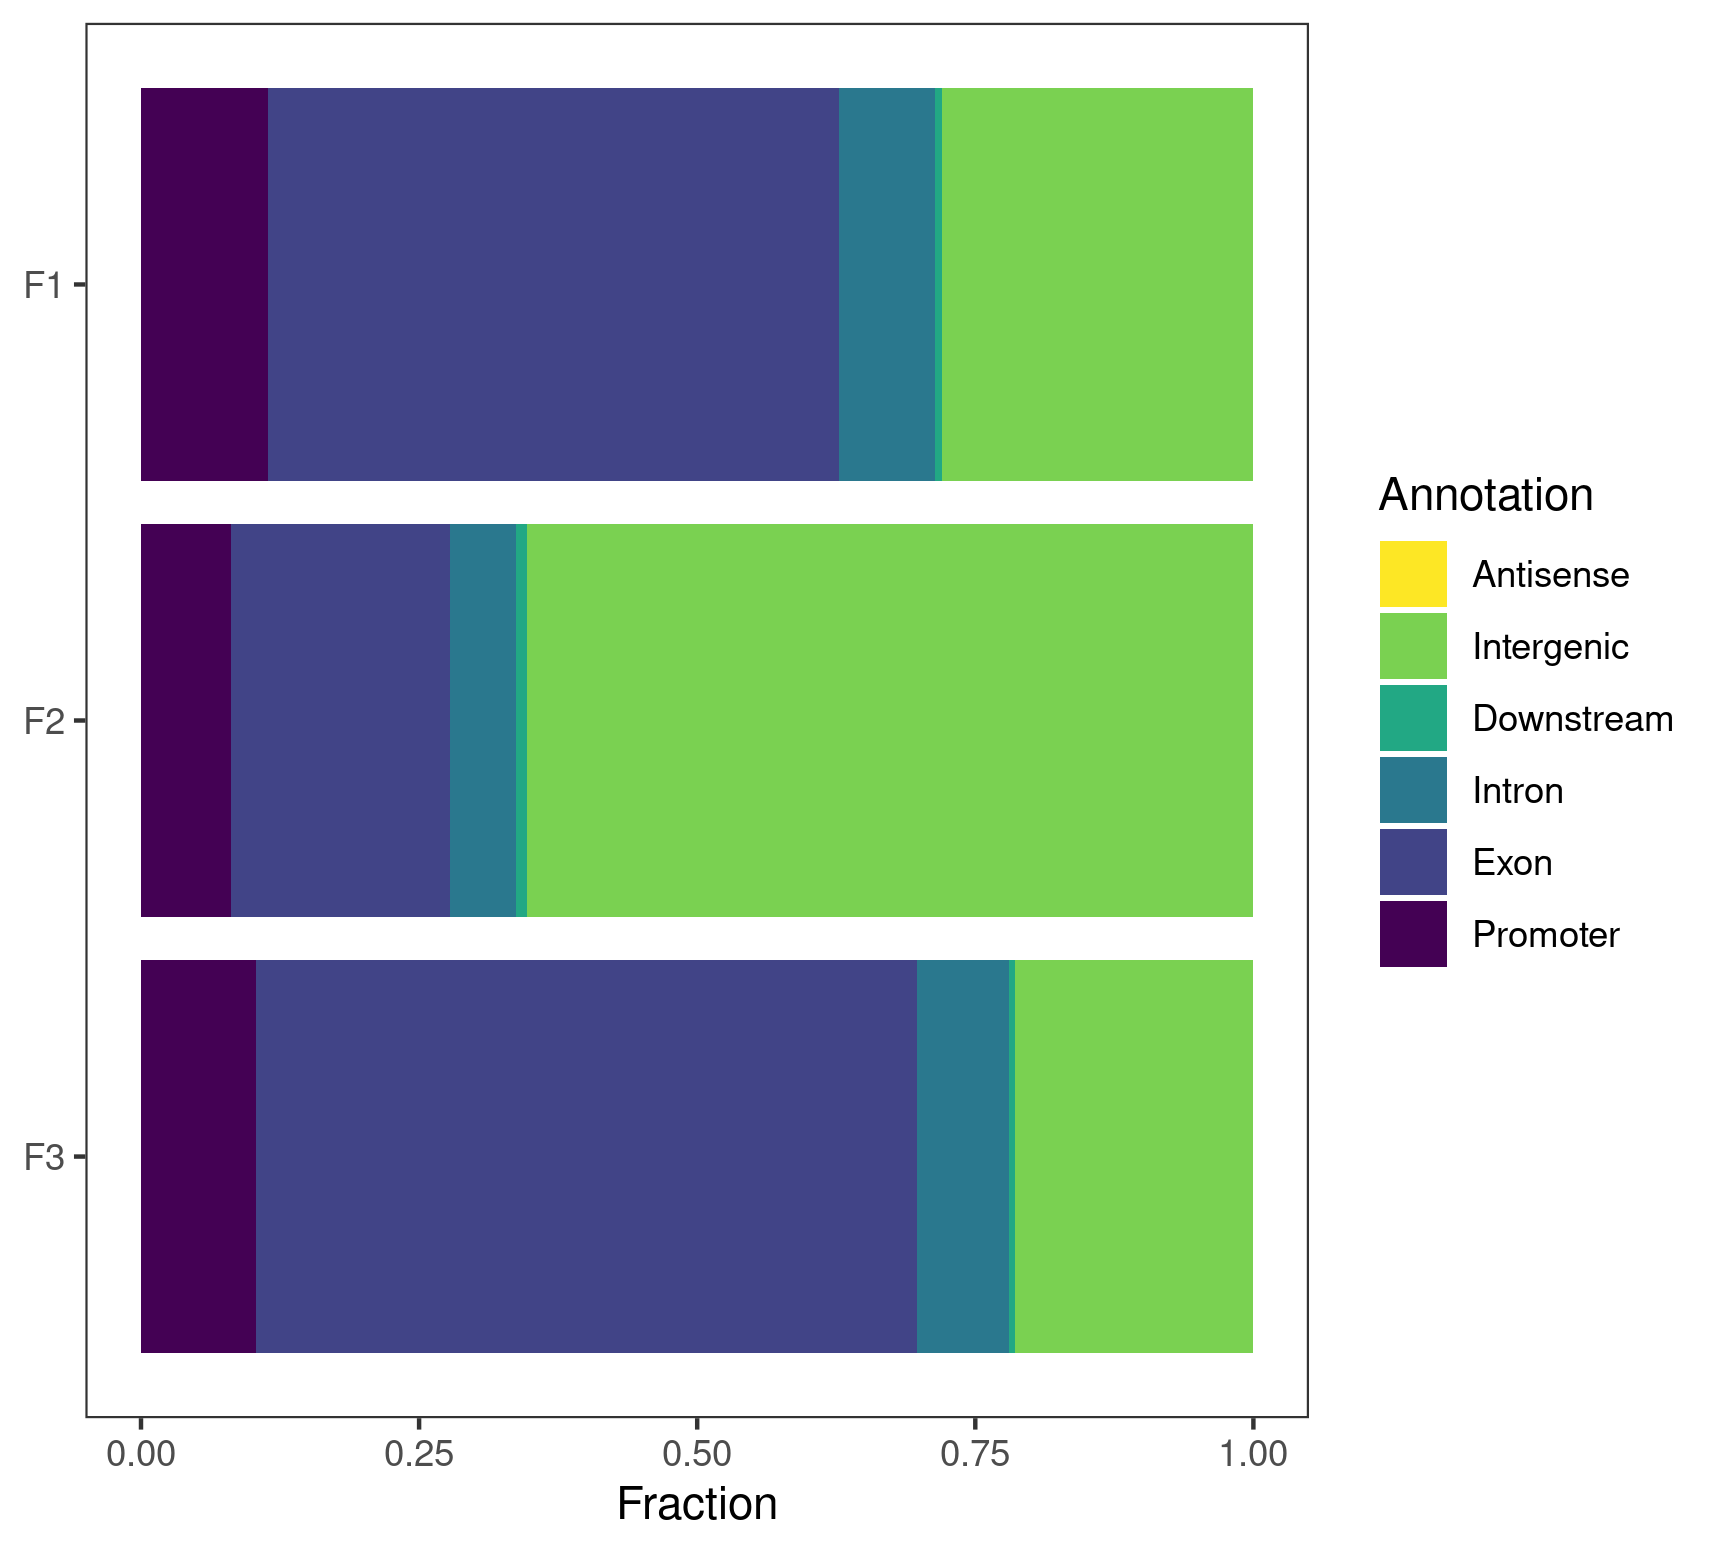 F1
F2
F3
0.00 0.25 0.50 0.75 1.00
Fraction
Annotation
Antisense
Intergenic
Downstream
Intron
Exon
Promoter